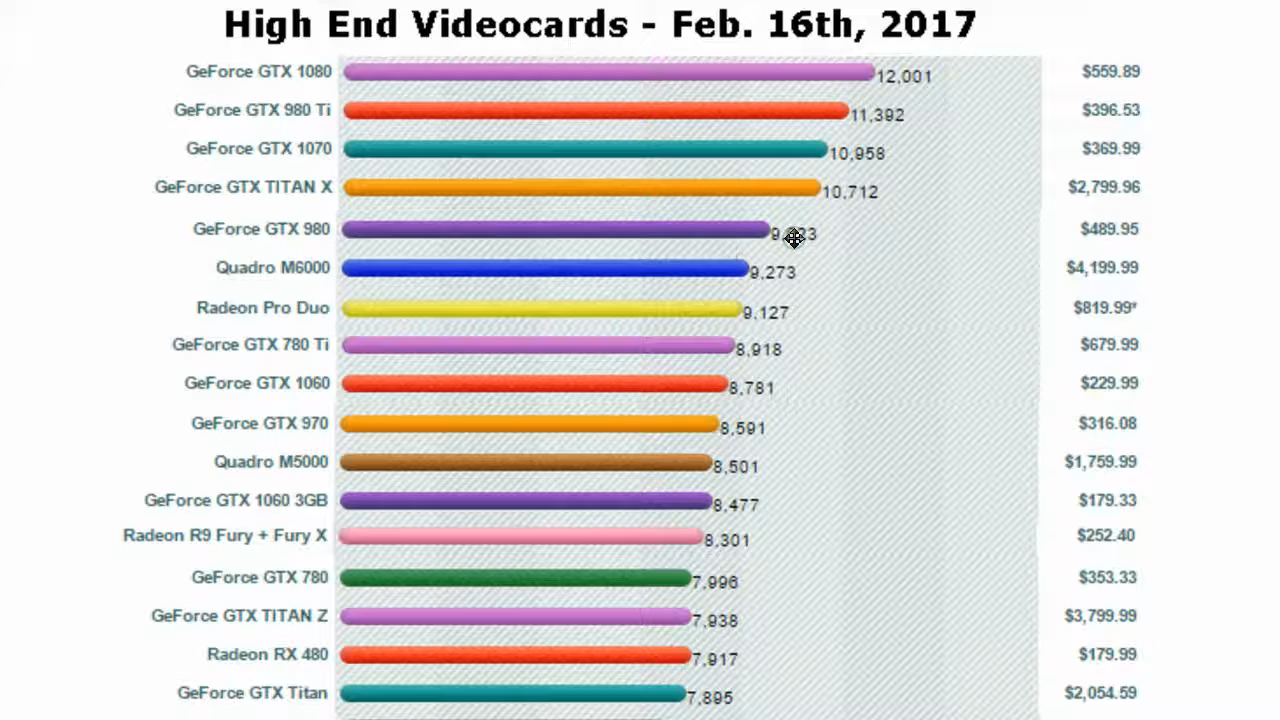 High End Videocards - Feb. 16th, 2017
GeForce GTX 1080 12,001 $559.89
GeForce GTX 980 Ti 11,392 $396.53
GeForce GTX 1070 10,958 $369.99
GeForce GTX TITAN X 10,712 $2,799.96
GeForce GTX 980 $489.95
Quadro M6000 9,273 $4,199.99
Radeon Pro Duo 9,127 $819.99*
GeForce GTX 780 Ti 8,918 $679.99
GeForce GTX 1060 8,781 $229.99
GeForce GTX 970 8,591 $316.08
Quadro M5000 8,501 $1,759.99
GeForce GTX 1060 3GB 8,477 $179.33
Radeon R9 Fury + Fury X 8,301 $252.40
GeForce GTX 780 7,996 $353.33
GeForce GTX TITAN Z 7,938 $3,799.99
Radeon RX 480 7,917 $179.99
GeForce GTX Titan 7,895 $2,054.59